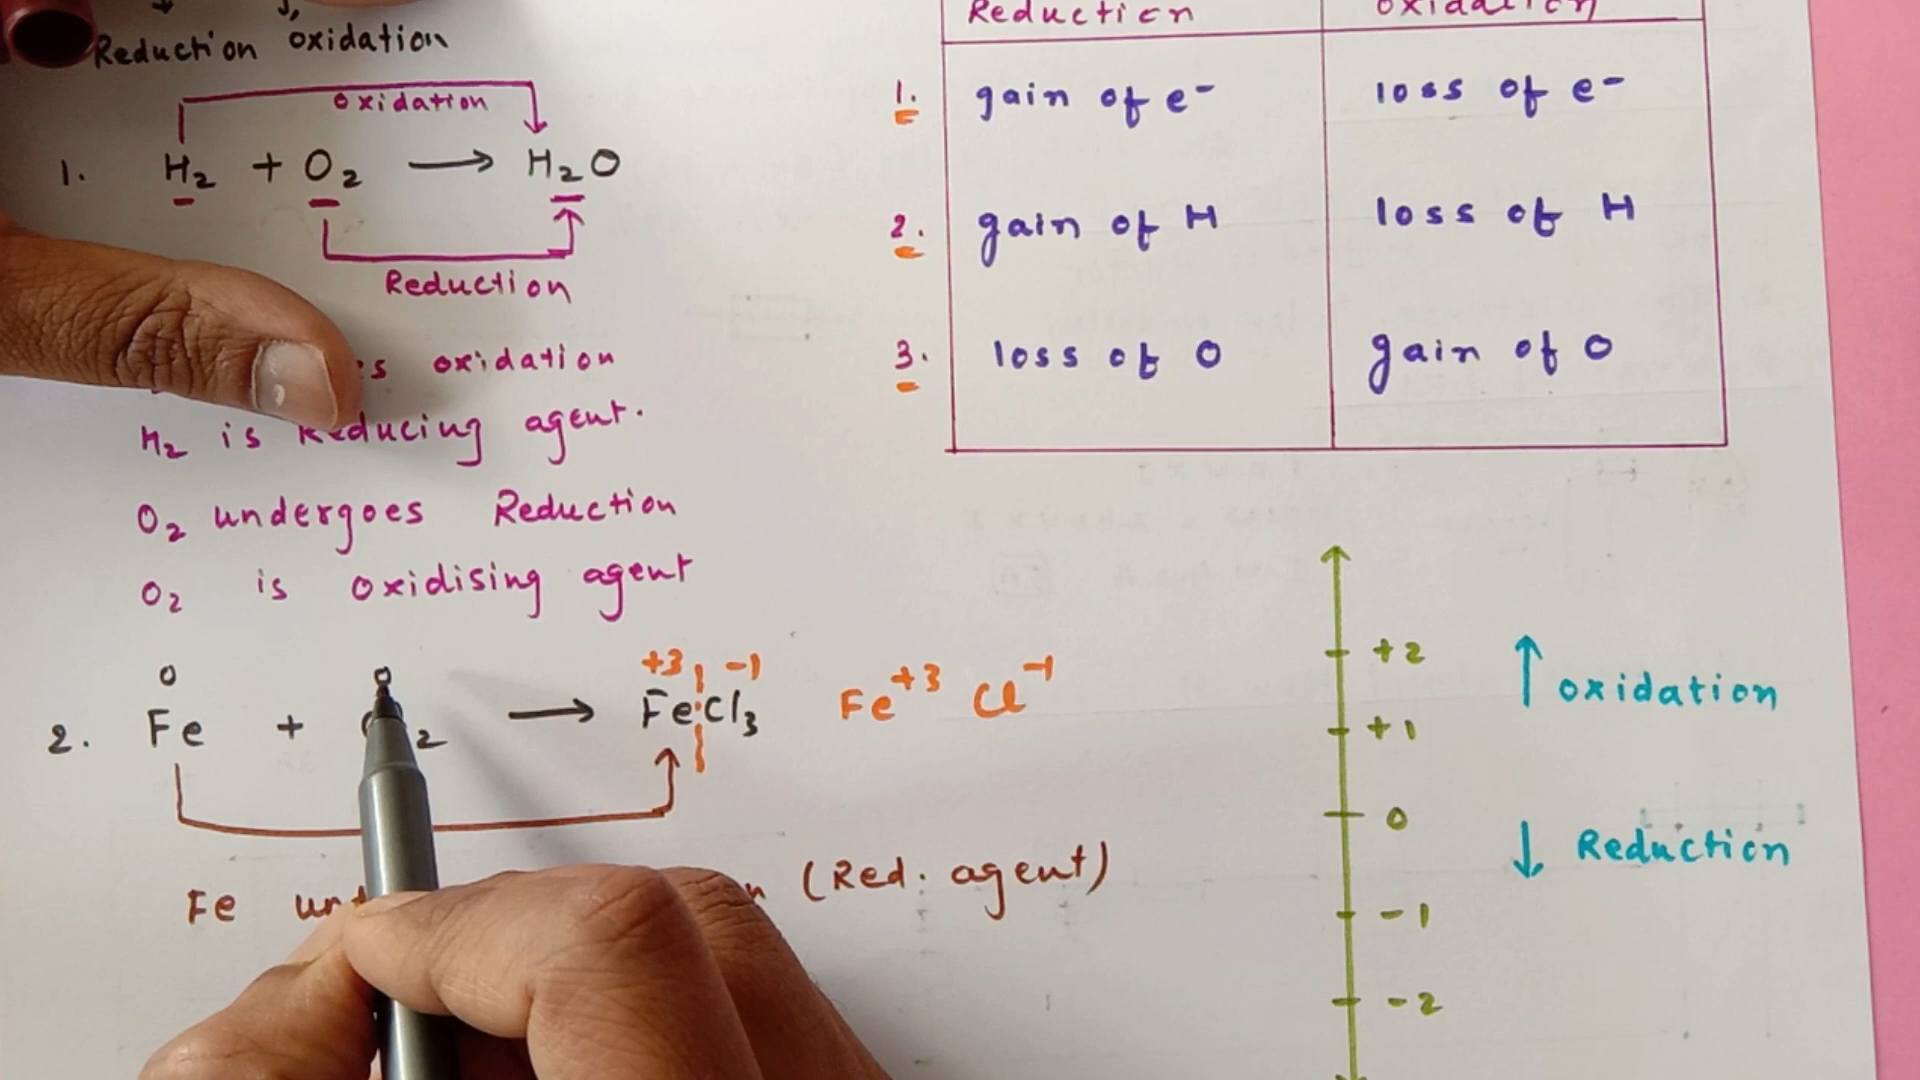 Reduction oxidation
oxidation
1. H₂ + O₂ ⟶ H₂O
Reduction
oxidation
H₂ is Reducing agent.
O₂ undergoes Reduction
O₂ is oxidising agent
0 0 +3 -1
2. Fe + 2 ⟶ FeCl₃ Fe⁺³ Cl⁻¹
Fe (Red. agent)
Reduction oxidation
1. gain of e⁻ loss of e⁻
2. gain of H loss of H
3. loss of O gain of O
+2
↑ oxidation
+1
0
↓ Reduction
-1
-2